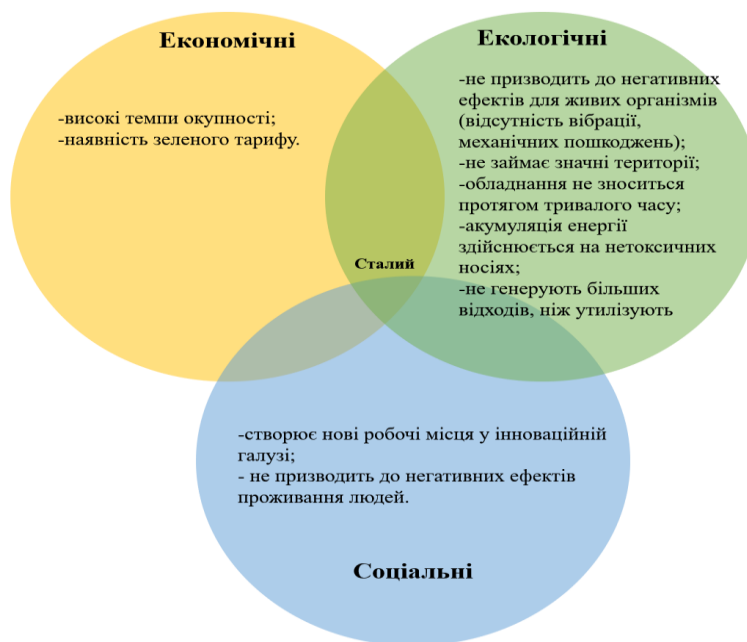 Економічні
-високі темпи окупності;
-наявність зеленого тарифу.
Екологічні
-не призводить до негативних
ефектів для живих організмів
(відсутність вібрації,
механічних пошкоджень);
-не займає значні території;
-обладнання не зноситься
протягом тривалого часу;
-акумуляція енергії
здійснюється на нетоксичних
носіях;
-не генерують більших
відходів, ніж утилізують
Сталий
-створює нові робочі місця у інноваційній
галузі;
- не призводить до негативних ефектів
проживання людей.
Соціальні